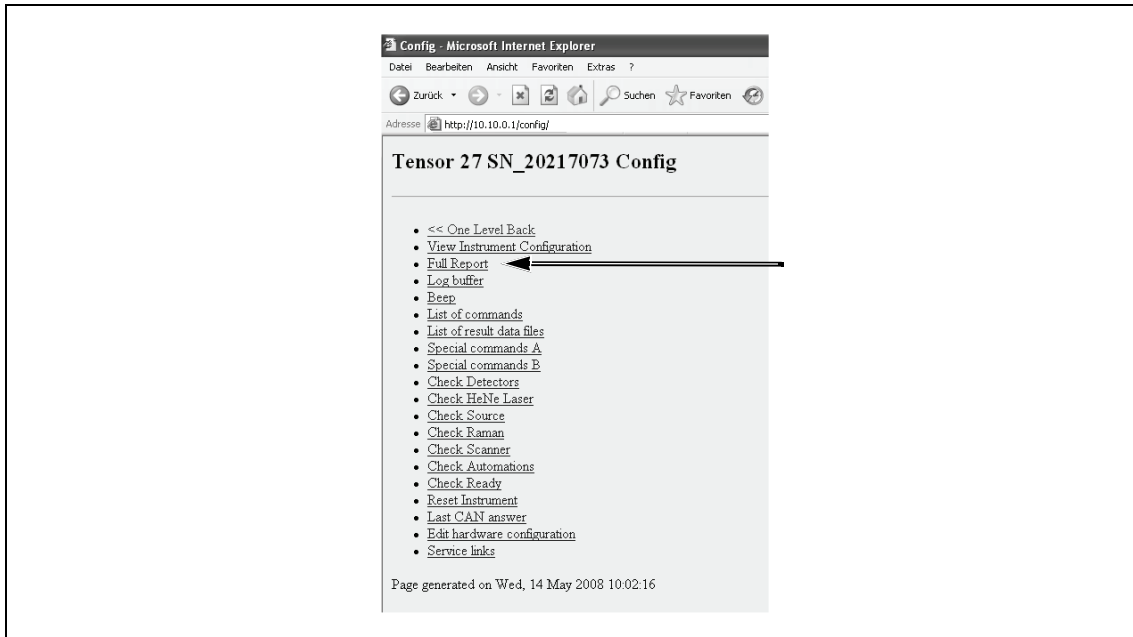 Config - Microsoft Internet Explorer
Datei Bearbeiten Ansicht Favoriten Extras ?
Zurück Suchen Favoriten
Adresse http://10.10.0.1/config/
Tensor 27 SN_20217073 Config
<< One Level Back
View Instrument Configuration
Full Report
Log buffer
Beep
List of commands
List of result data files
Special commands A
Special commands B
Check Detectors
Check HeNe Laser
Check Source
Check Raman
Check Scanner
Check Automations
Check Ready
Reset Instrument
Last CAN answer
Edit hardware configuration
Service links
Page generated on Wed, 14 May 2008 10:02:16